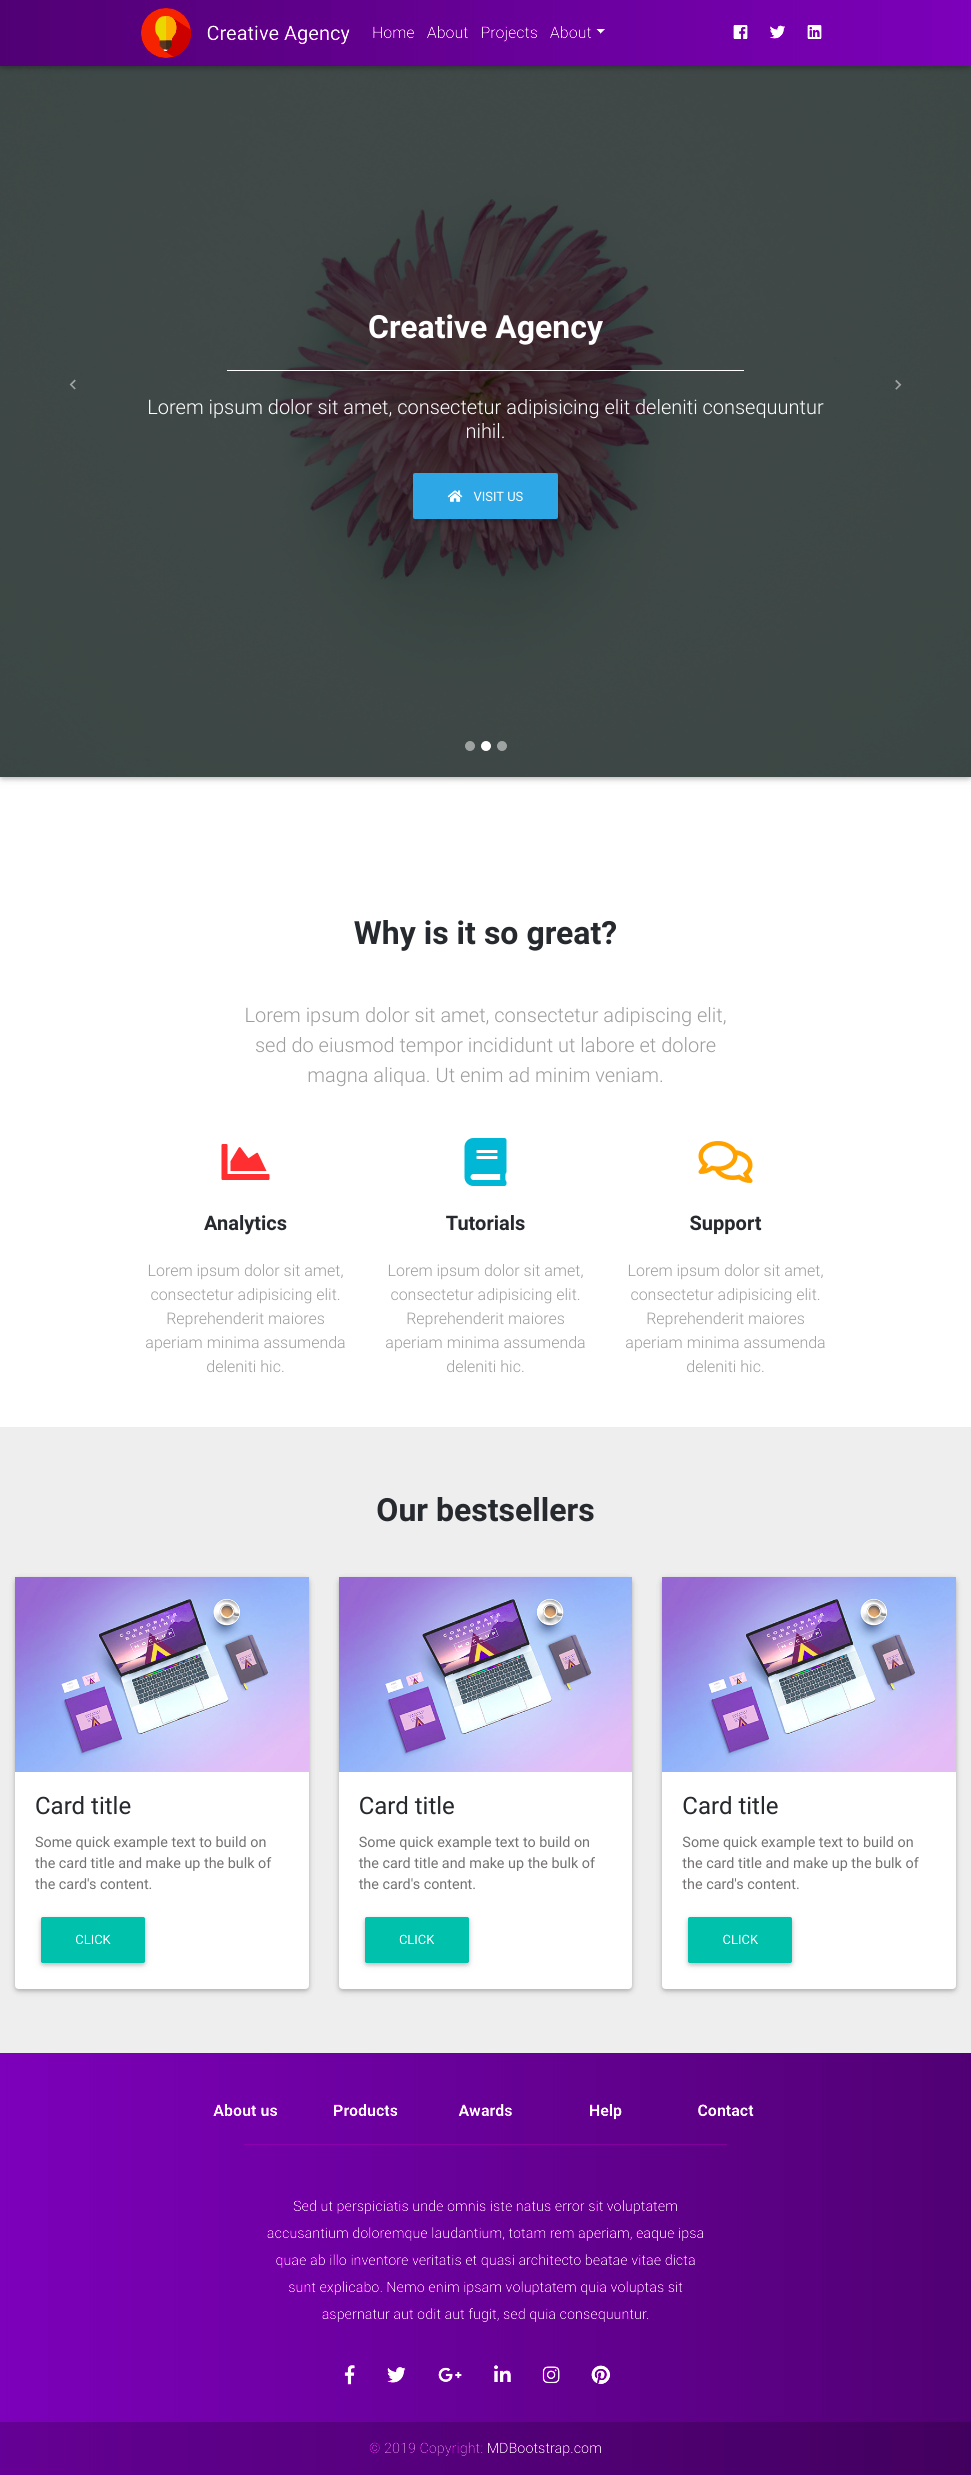 Creative Agency Home About Projects About
Creative Agency
Lorem ipsum dolor sit amet, consectetur adipisicing elit deleniti consequuntur
nihil.
VISIT US
Why is it so great?
Lorem ipsum dolor sit amet, consectetur adipiscing elit,
sed do eiusmod tempor incididunt ut labore et dolore
magna aliqua. Ut enim ad minim veniam.
Analytics
Lorem ipsum dolor sit amet,
consectetur adipisicing elit.
Reprehenderit maiores
aperiam minima assumenda
deleniti hic.
Tutorials
Lorem ipsum dolor sit amet,
consectetur adipisicing elit.
Reprehenderit maiores
aperiam minima assumenda
deleniti hic.
Support
Lorem ipsum dolor sit amet,
consectetur adipisicing elit.
Reprehenderit maiores
aperiam minima assumenda
deleniti hic.
Our bestsellers
CORPORATE
BRANDING
MOCKUP
Card title
Some quick example text to build on
the card title and make up the bulk of
the card's content.
CLICK
CORPORATE
BRANDING
MOCKUP
Card title
Some quick example text to build on
the card title and make up the bulk of
the card's content.
CLICK
CORPORATE
BRANDING
MOCKUP
Card title
Some quick example text to build on
the card title and make up the bulk of
the card's content.
CLICK
About us Products Awards Help Contact
Sed ut perspiciatis unde omnis iste natus error sit voluptatem
accusantium doloremque laudantium, totam rem aperiam, eaque ipsa
quae ab illo inventore veritatis et quasi architecto beatae vitae dicta
sunt explicabo. Nemo enim ipsam voluptatem quia voluptas sit
aspernatur aut odit aut fugit, sed quia consequuntur.
© 2019 Copyright: MDBootstrap.com